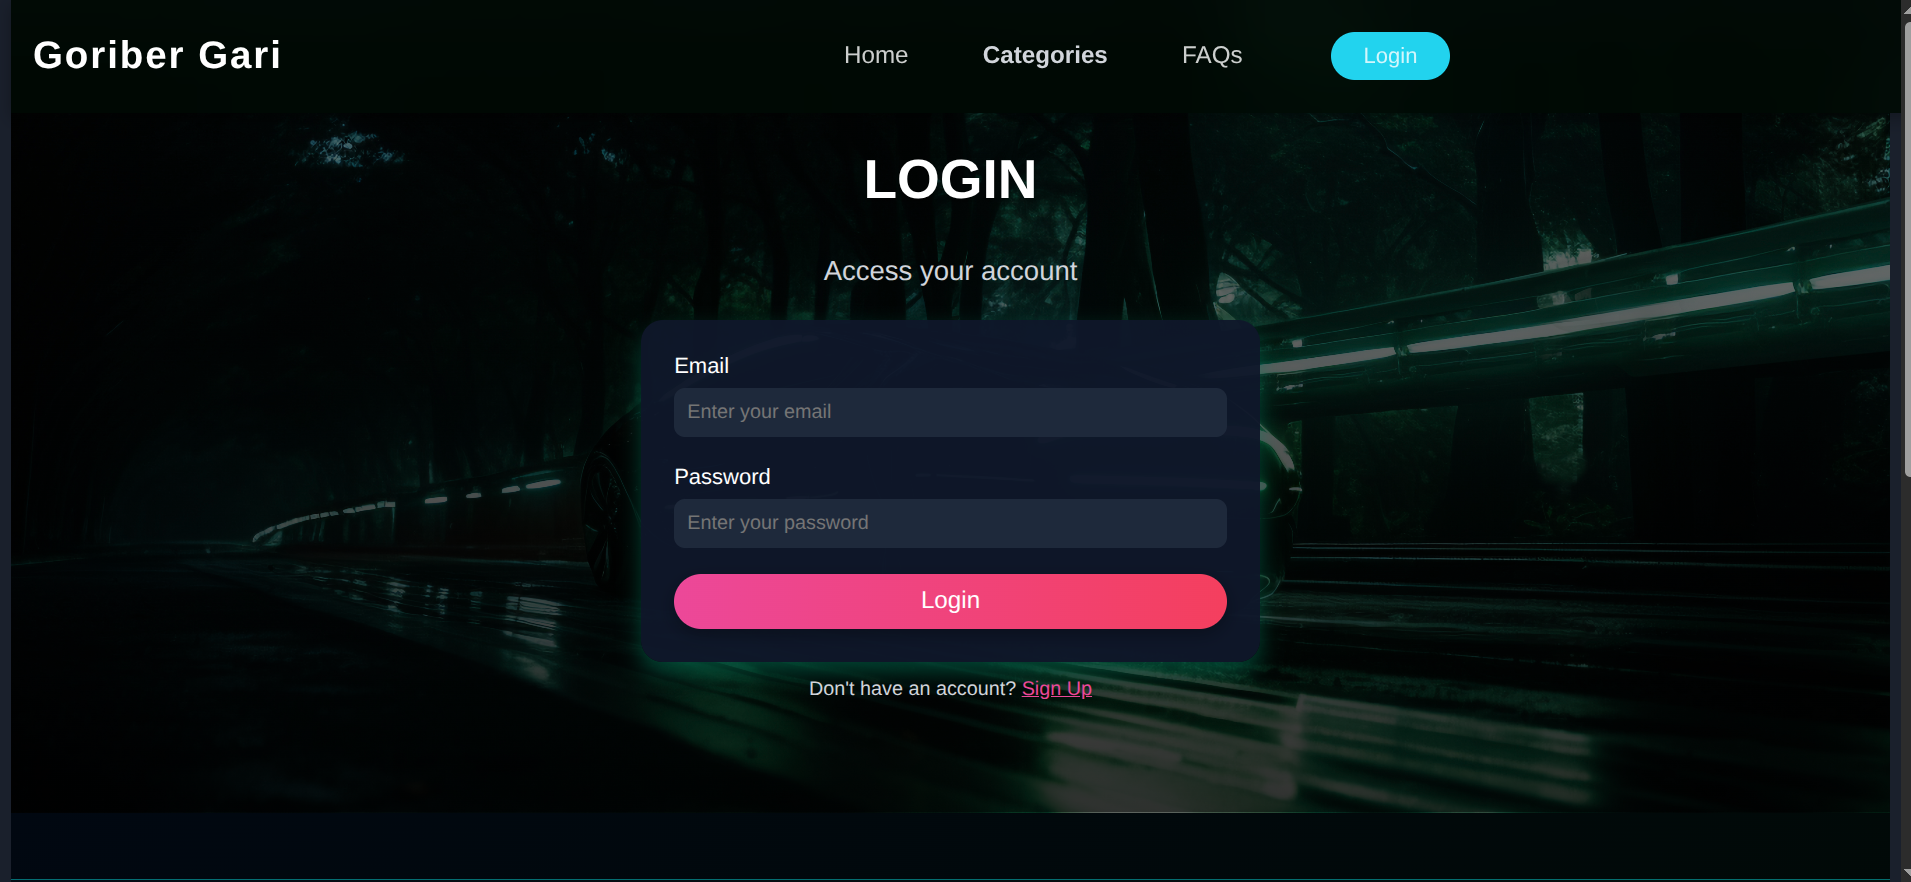 Goriber Gari
Home Categories FAQs Login
LOGIN
Access your account
Email
Enter your email
Password
Enter your password
Login
Don't have an account? Sign Up